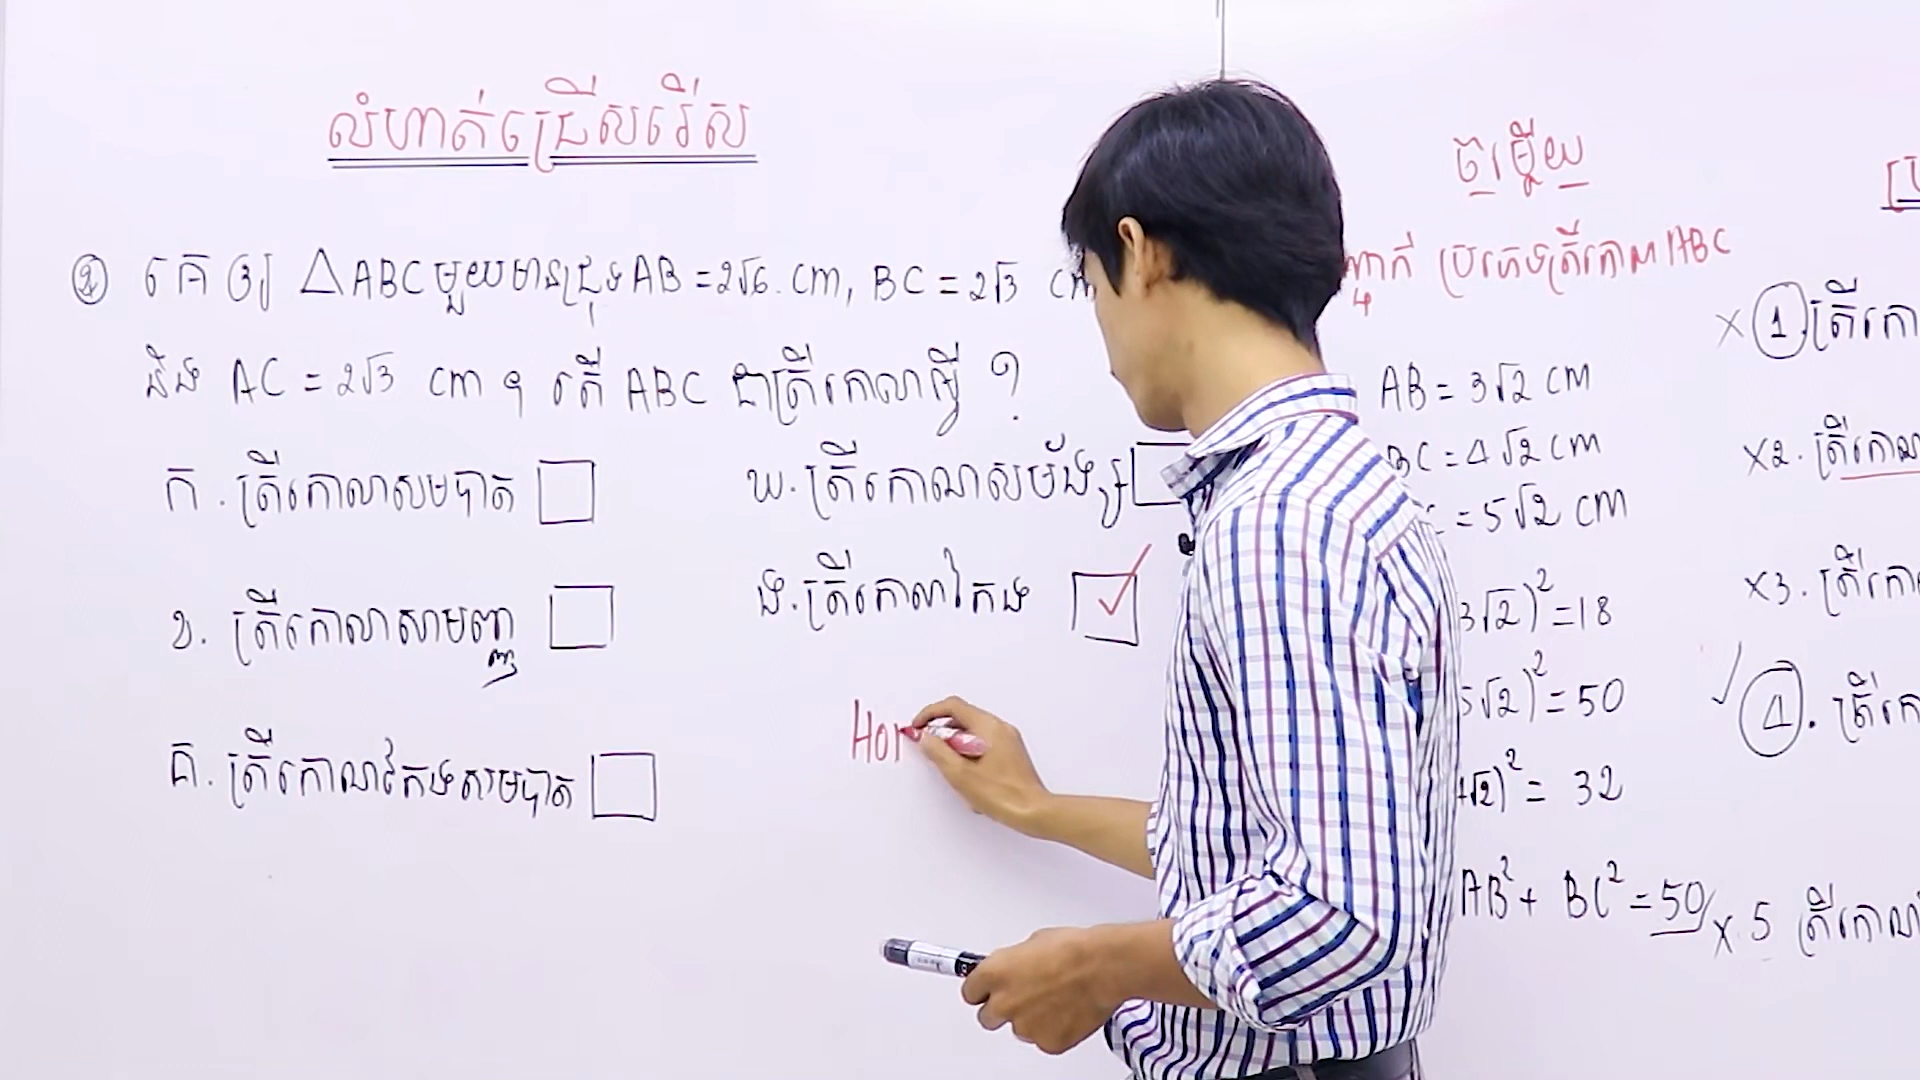 លំហាត់ជ្រើសរើស
② គេឲ្យ △ABC មួយមានជ្រុង AB = 2√6 cm, BC = 2√3 cm
និង AC = 2√3 cm ។ តើ ABC ជាត្រីកោណអ្វី ?
ក. ត្រីកោណសមបាត
ខ. ត្រីកោណសាមញ្ញ
គ. ត្រីកោណកែងសមបាត
ឃ. ត្រីកោណសម័ង្ស
ង. ត្រីកោណកែង ✓
Hom
ចម្លើយ
ប្រភេទត្រីកោណ ABC
AB = 3√2 cm
BC = 4√2 cm
= 5√2 cm
3√2)² = 18
5√2)² = 50
√2)² = 32
AB² + BC² = 50
× 1. ត្រីកោ
×2. ត្រីកោណ
×3. ត្រីកោ
✓ 4. ត្រីកោ
× 5 ត្រីកោណ